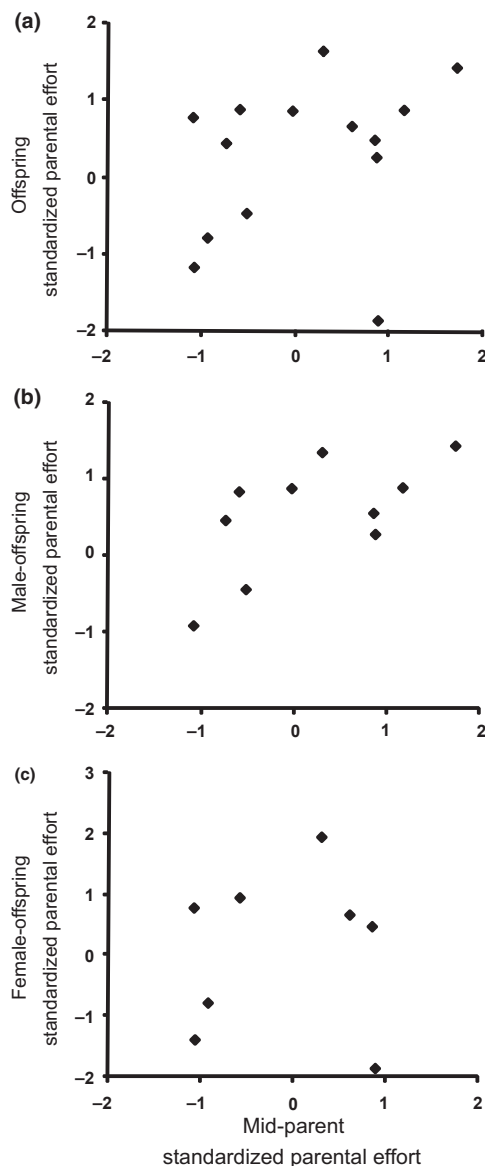 (a)
Offspring
standardized parental effort
2
1
0
–1
–2
–2
–1
0
1
2
(b)
Male-offspring
standardized parental effort
2
1
0
–1
–2
–2
–1
0
1
2
(c)
Female-offspring
standardized parental effort
3
2
1
0
–1
–2
–2
–1
0
1
2
Mid-parent
standardized parental effort